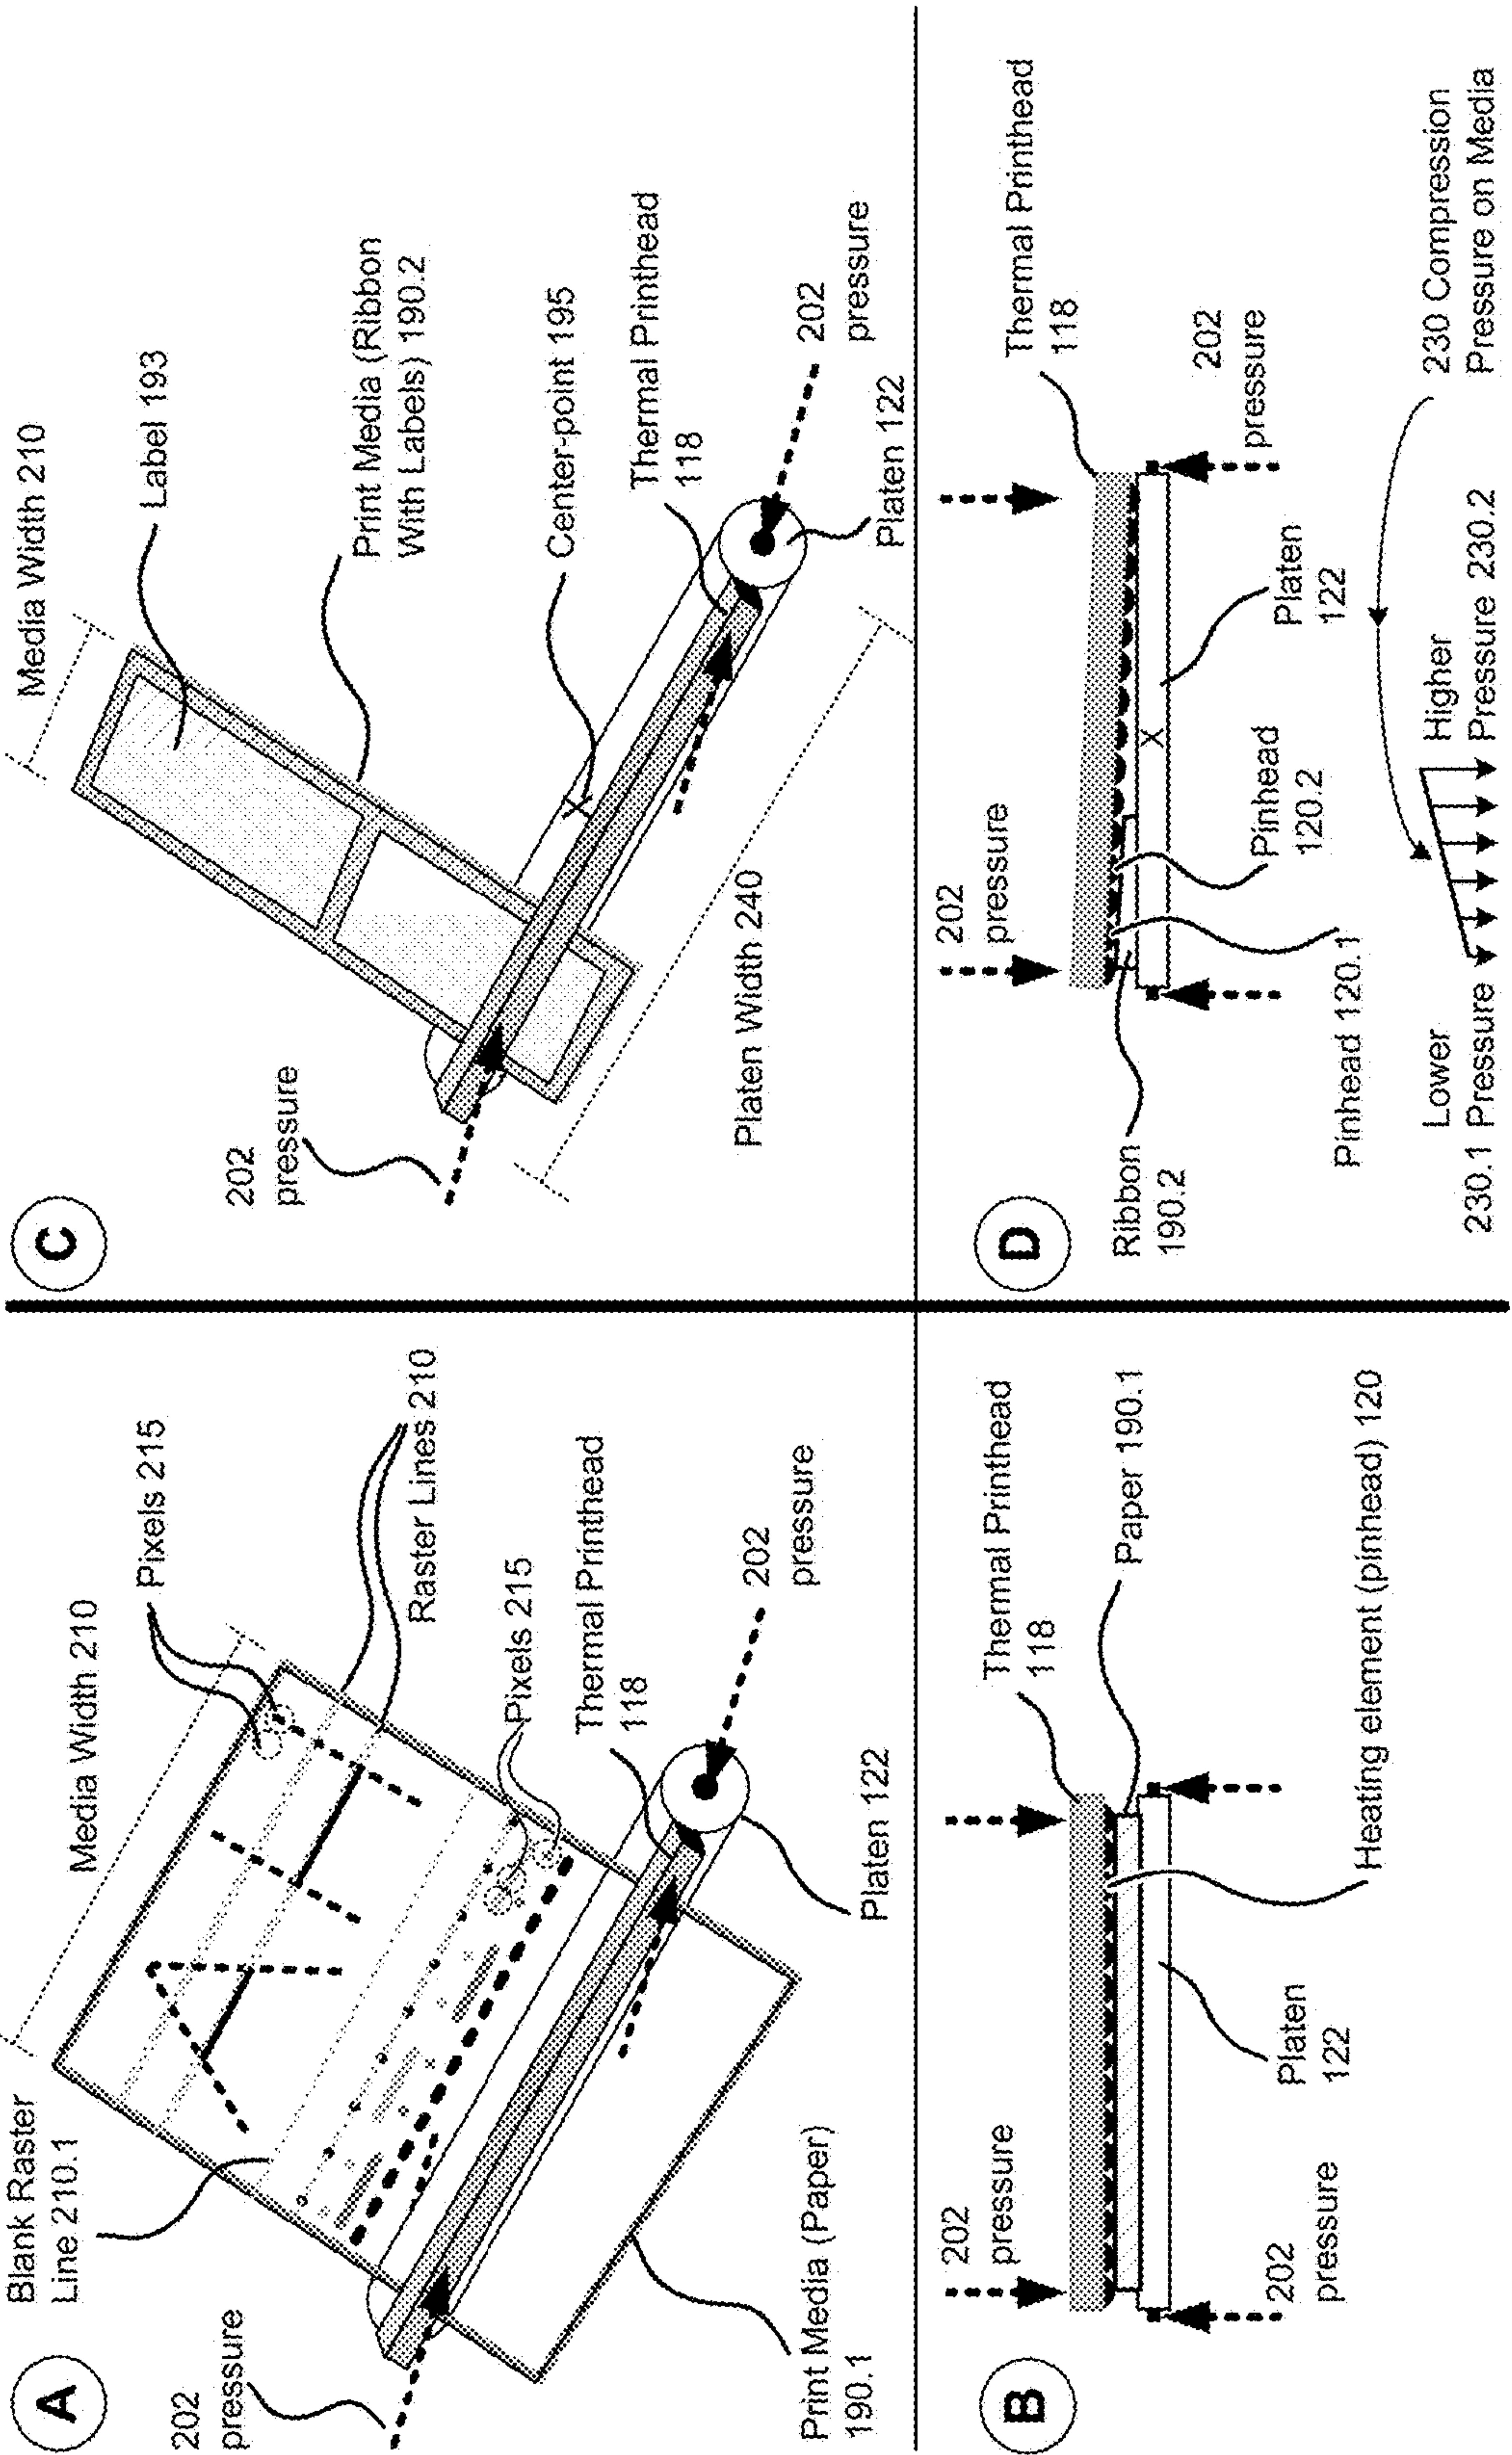 A
Blank Raster
Line 210.1
Media Width 210
Pixels 215
Raster Lines 210
Pixels 215
Thermal Printhead
118
202
pressure
202
pressure
Platen 122
Print Media (Paper)
190.1
B
202
pressure
Thermal Printhead
118
Paper 190.1
Heating element (pinhead) 120
Platen
122
202
pressure
C
Media Width 210
Label 193
Print Media (Ribbon
With Labels) 190.2
Center-point 195
Thermal Printhead
118
202
pressure
202
pressure
Platen 122
Platen Width 240
D
202
pressure
Thermal Printhead
118
Ribbon
190.2
Pinhead 120.1
Pinhead
120.2
Platen
122
202
pressure
230 Compression
Pressure on Media
Lower
230.1 Pressure
Higher
Pressure 230.2
X
X